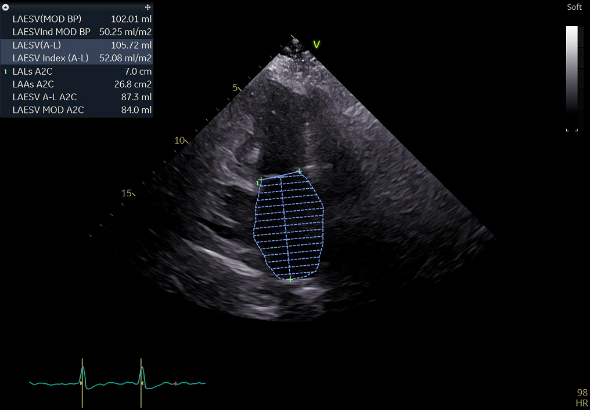 Soft
LAESV(MOD BP) 102.01 ml
LAESVInd MOD BP 50.25 ml/m2
LAESV(A-L) 105.72 ml
LAESV Index (A-L) 52.08 ml/m2
1 LALs A2C 7.0 cm
LAAs A2C 26.8 cm2
LAESV A-L A2C 87.3 ml
LAESV MOD A2C 84.0 ml
V
5
10
15
1
98
HR